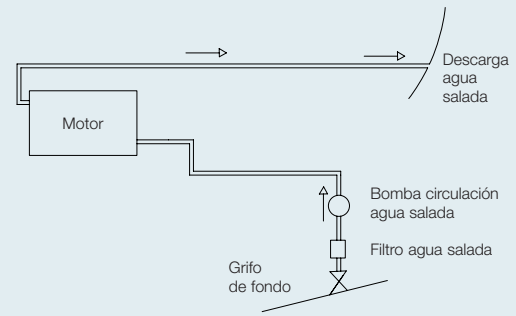 Descarga
agua
salada
Motor
Bomba circulación
agua salada
Filtro agua salada
Grifo
de fondo